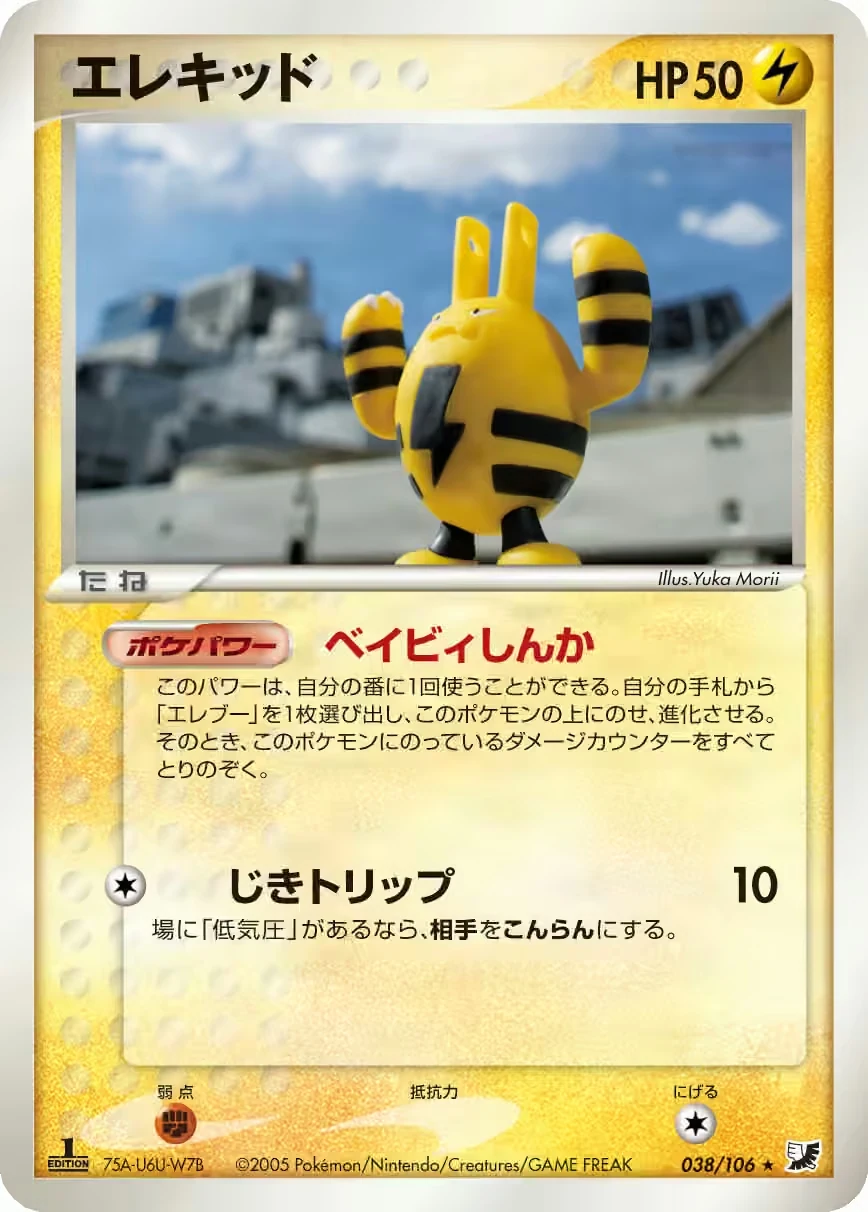 エレキッド HP50
たね Illus.Yuka Morii
ポケパワー ベイビィしんか
このパワーは、自分の番に1回使うことができる。自分の手札から
「エレブー」を1枚選び出し、このポケモンの上にのせ、進化させる。
そのとき、このポケモンにのっているダメージカウンターをすべて
とりのぞく。
じきトリップ 10
場に「低気圧」があるなら、相手をこんらんにする。
弱点 抵抗力 にげる
1 EDITION 75A-U6U-W7B ©2005 Pokémon/Nintendo/Creatures/GAME FREAK 038/106 ★